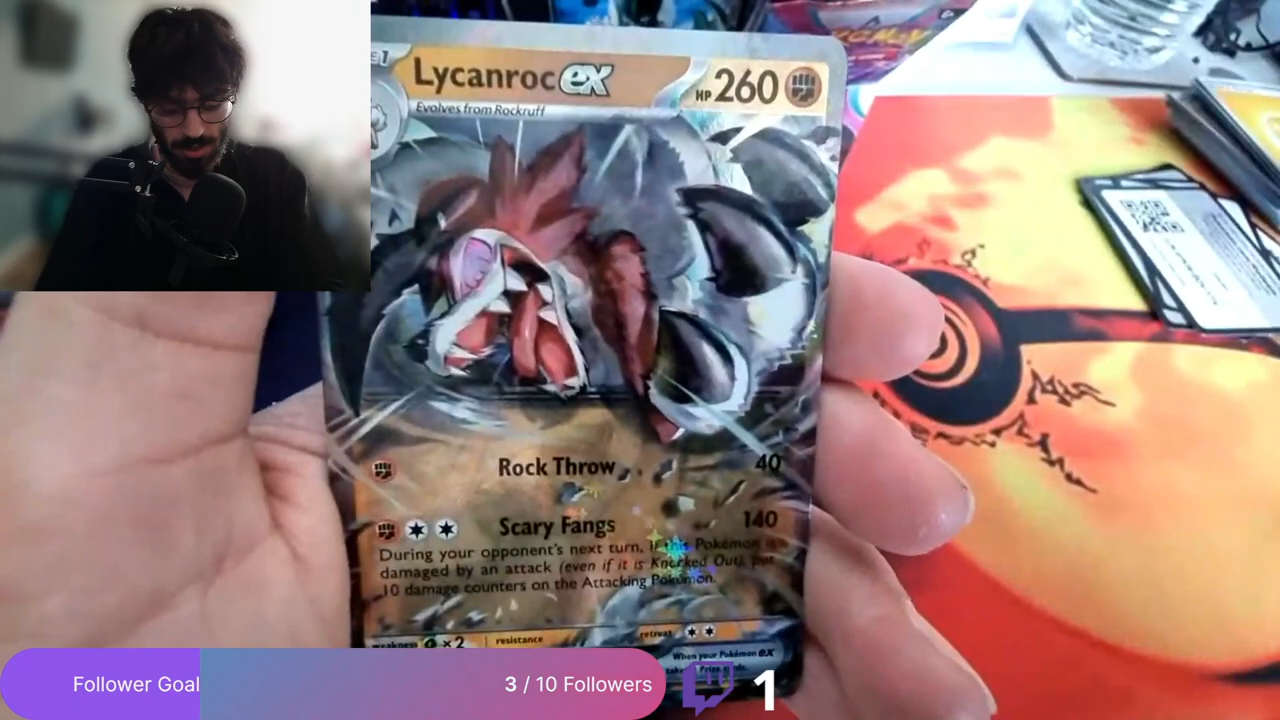 Lycanroc ex
HP 260
Evolves from Rockruff
Rock Throw 40
Scary Fangs 140
During your opponent's next turn, if this Pokémon is
damaged by an attack (even if it is Knocked Out), put
10 damage counters on the Attacking Pokémon.
weakness × 2 resistance retreat
When your Pokémon ex
Follower Goal 3 / 10 Followers 1